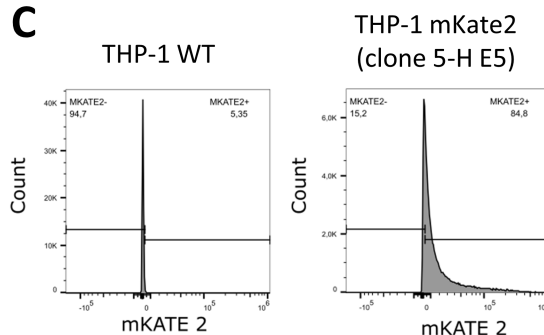 C
THP-1 WT
THP-1 mKate2
(clone 5-H E5)
MKATE2-
94,7
MKATE2+
5,35
40K
30K
20K
10K
0
Count
-10^5
0
10^5
10^6
mKATE 2
MKATE2-
15,2
MKATE2+
84,8
6,0K
4,0K
2,0K
0
Count
-10^5
0
10^5
mKATE 2